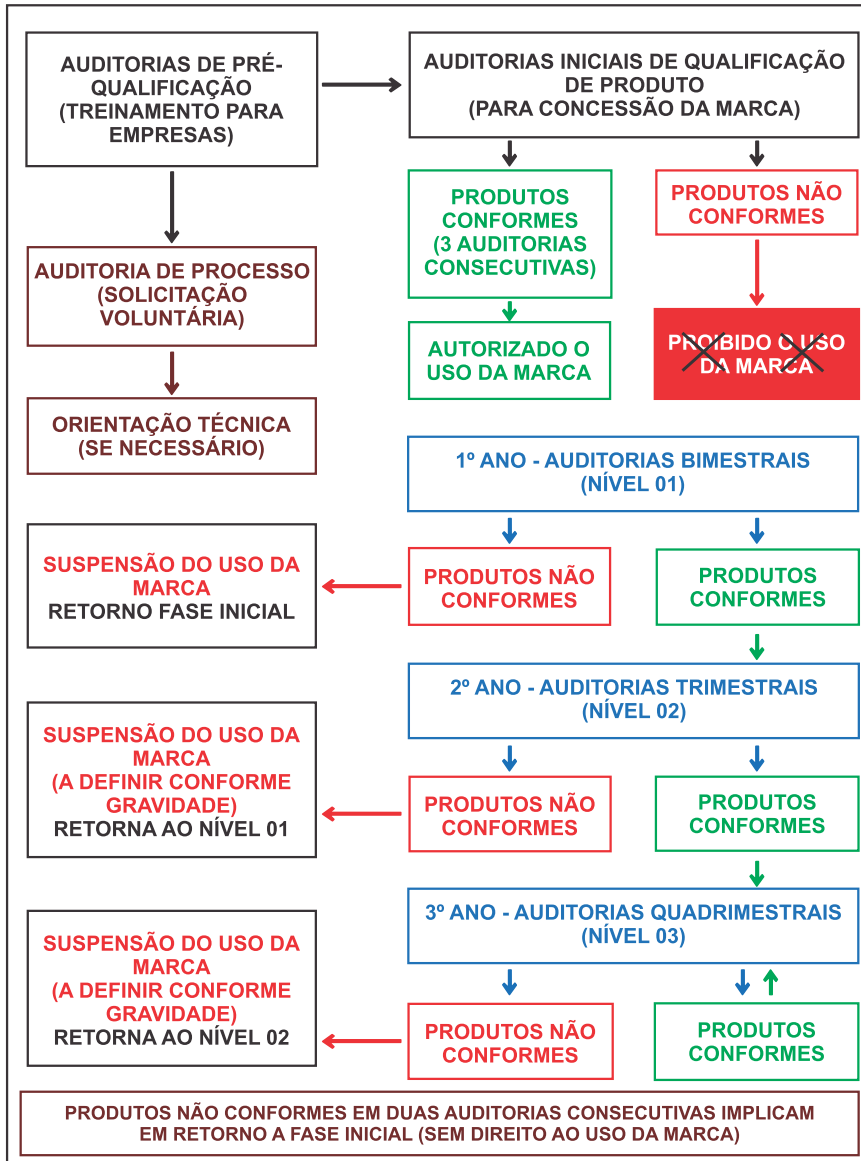 AUDITORIAS DE PRÉ-
QUALIFICAÇÃO
(TREINAMENTO PARA
EMPRESAS)
AUDITORIAS INICIAIS DE QUALIFICAÇÃO
DE PRODUTO
(PARA CONCESSÃO DA MARCA)
PRODUTOS
CONFORMES
(3 AUDITORIAS
CONSECUTIVAS)
PRODUTOS NÃO
CONFORMES
AUDITORIA DE PROCESSO
(SOLICITAÇÃO
VOLUNTÁRIA)
AUTORIZADO O
USO DA MARCA
PROIBIDO O USO
DA MARCA
ORIENTAÇÃO TÉCNICA
(SE NECESSÁRIO)
1º ANO - AUDITORIAS BIMESTRAIS
(NÍVEL 01)
SUSPENSÃO DO USO DA
MARCA
RETORNO FASE INICIAL
PRODUTOS NÃO
CONFORMES
PRODUTOS
CONFORMES
2º ANO - AUDITORIAS TRIMESTRAIS
(NÍVEL 02)
SUSPENSÃO DO USO DA
MARCA
(A DEFINIR CONFORME
GRAVIDADE)
RETORNA AO NÍVEL 01
PRODUTOS NÃO
CONFORMES
PRODUTOS
CONFORMES
3º ANO - AUDITORIAS QUADRIMESTRAIS
(NÍVEL 03)
SUSPENSÃO DO USO DA
MARCA
(A DEFINIR CONFORME
GRAVIDADE)
RETORNA AO NÍVEL 02
PRODUTOS NÃO
CONFORMES
PRODUTOS
CONFORMES
PRODUTOS NÃO CONFORMES EM DUAS AUDITORIAS CONSECUTIVAS IMPLICAM
EM RETORNO A FASE INICIAL (SEM DIREITO AO USO DA MARCA)